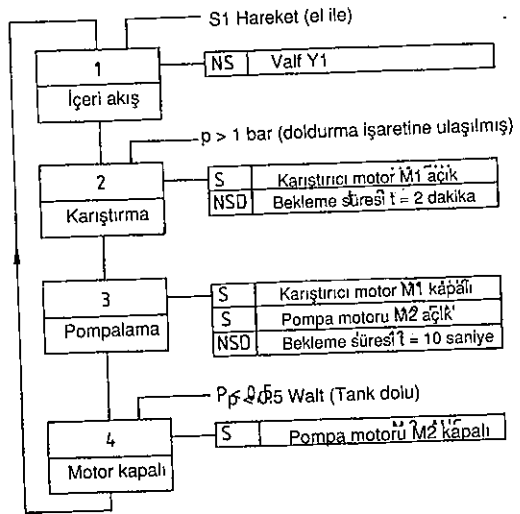 S1 Hareket (el ile)
1
İçeri akış
NS Valf Y1
p > 1 bar (doldurma işaretine ulaşılmış)
2
Karıştırma
S Karıştırıcı motor M1 açık
NSD Bekleme süresi t = 2 dakika
3
Pompalama
S Karıştırıcı motor M1 kapalı
S Pompa motoru M2 açık
NSD Bekleme süresi t = 10 saniye
Walt (Tank dolu)
4
Motor kapalı
S Pompa motoru M2 kapalı